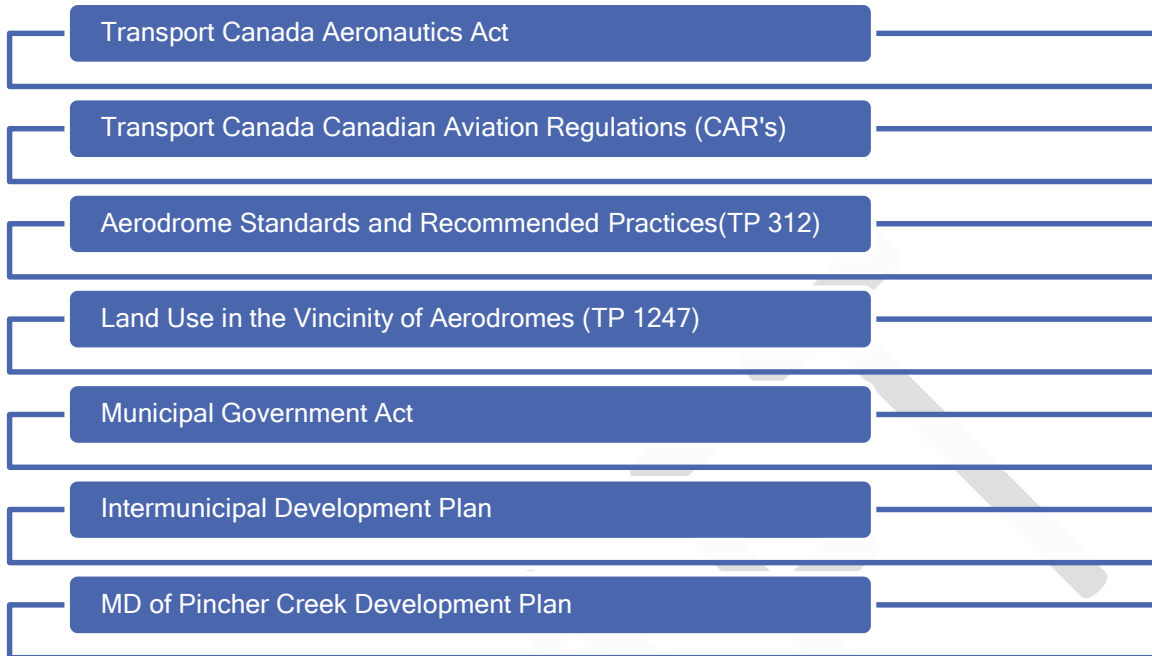 Transport Canada Aeronautics Act
Transport Canada Canadian Aviation Regulations (CAR's)
Aerodrome Standards and Recommended Practices(TP 312)
Land Use in the Vincinity of Aerodromes (TP 1247)
Municipal Government Act
Intermunicipal Development Plan
MD of Pincher Creek Development Plan